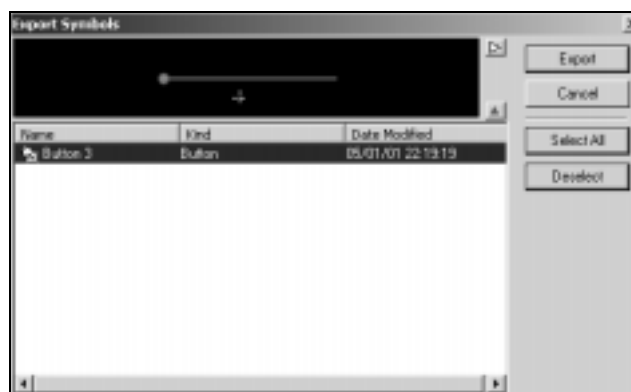 Export Symbols
Export
Cancel
Select All
Deselect
Name Kind Date Modified
Button 3 Button 05/01/01 22:19:19